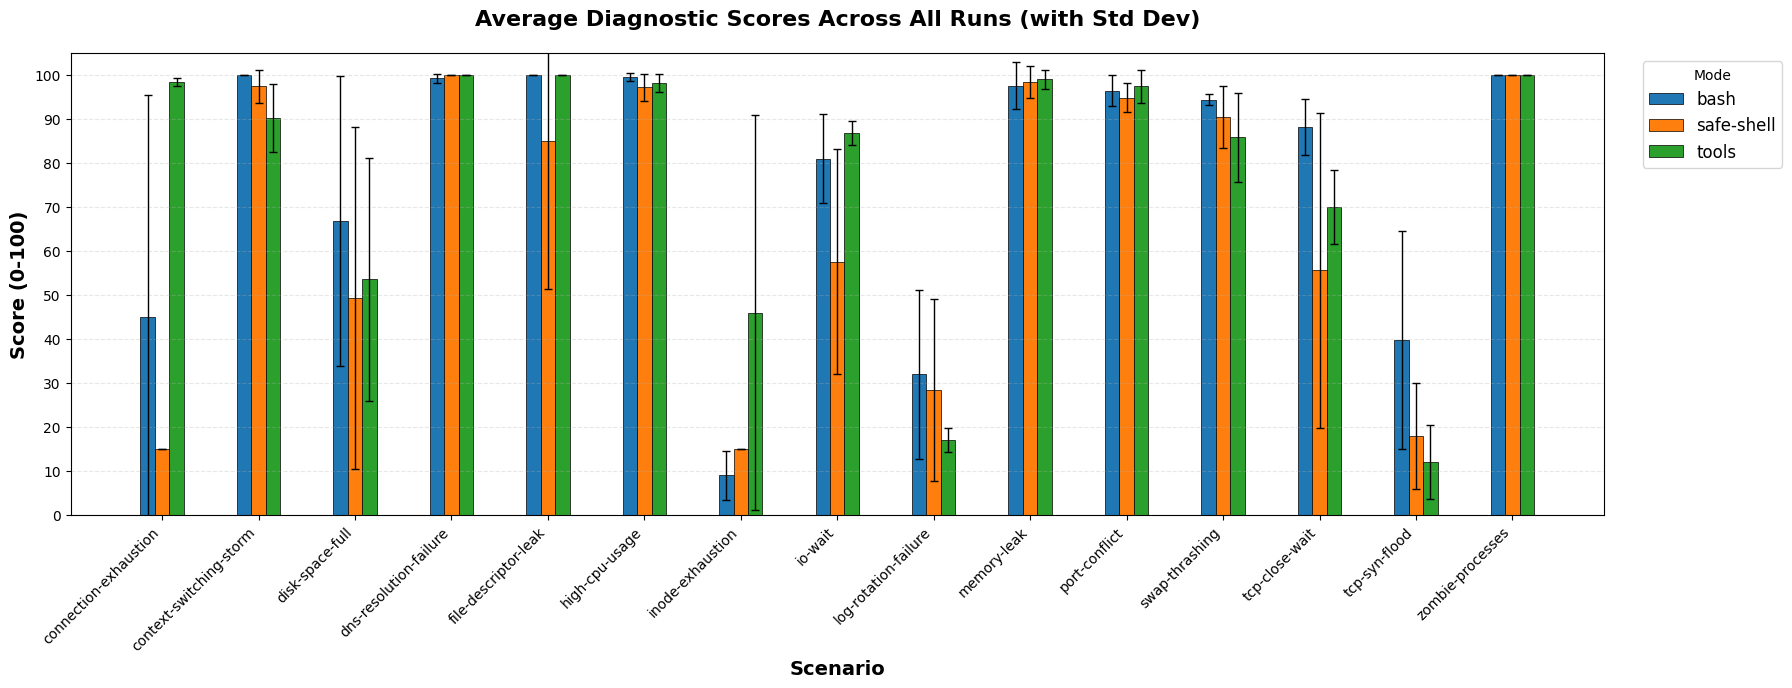 Average Diagnostic Scores Across All Runs (with Std Dev)
Score (0-100)
100
90
80
70
60
50
40
30
20
10
0
connection-exhaustion
context-switching-storm
disk-space-full
dns-resolution-failure
file-descriptor-leak
high-cpu-usage
inode-exhaustion
io-wait
log-rotation-failure
memory-leak
port-conflict
swap-thrashing
tcp-close-wait
tcp-syn-flood
zombie-processes
Scenario
Mode
bash
safe-shell
tools